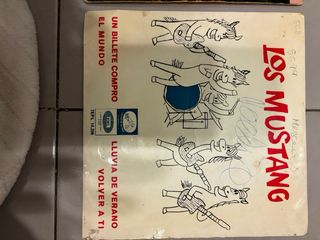 LOS MUSTANG
UN BILLETE COMPRO
EL MUNDO
LLUVIA DE VERANO
VOLVER A TI